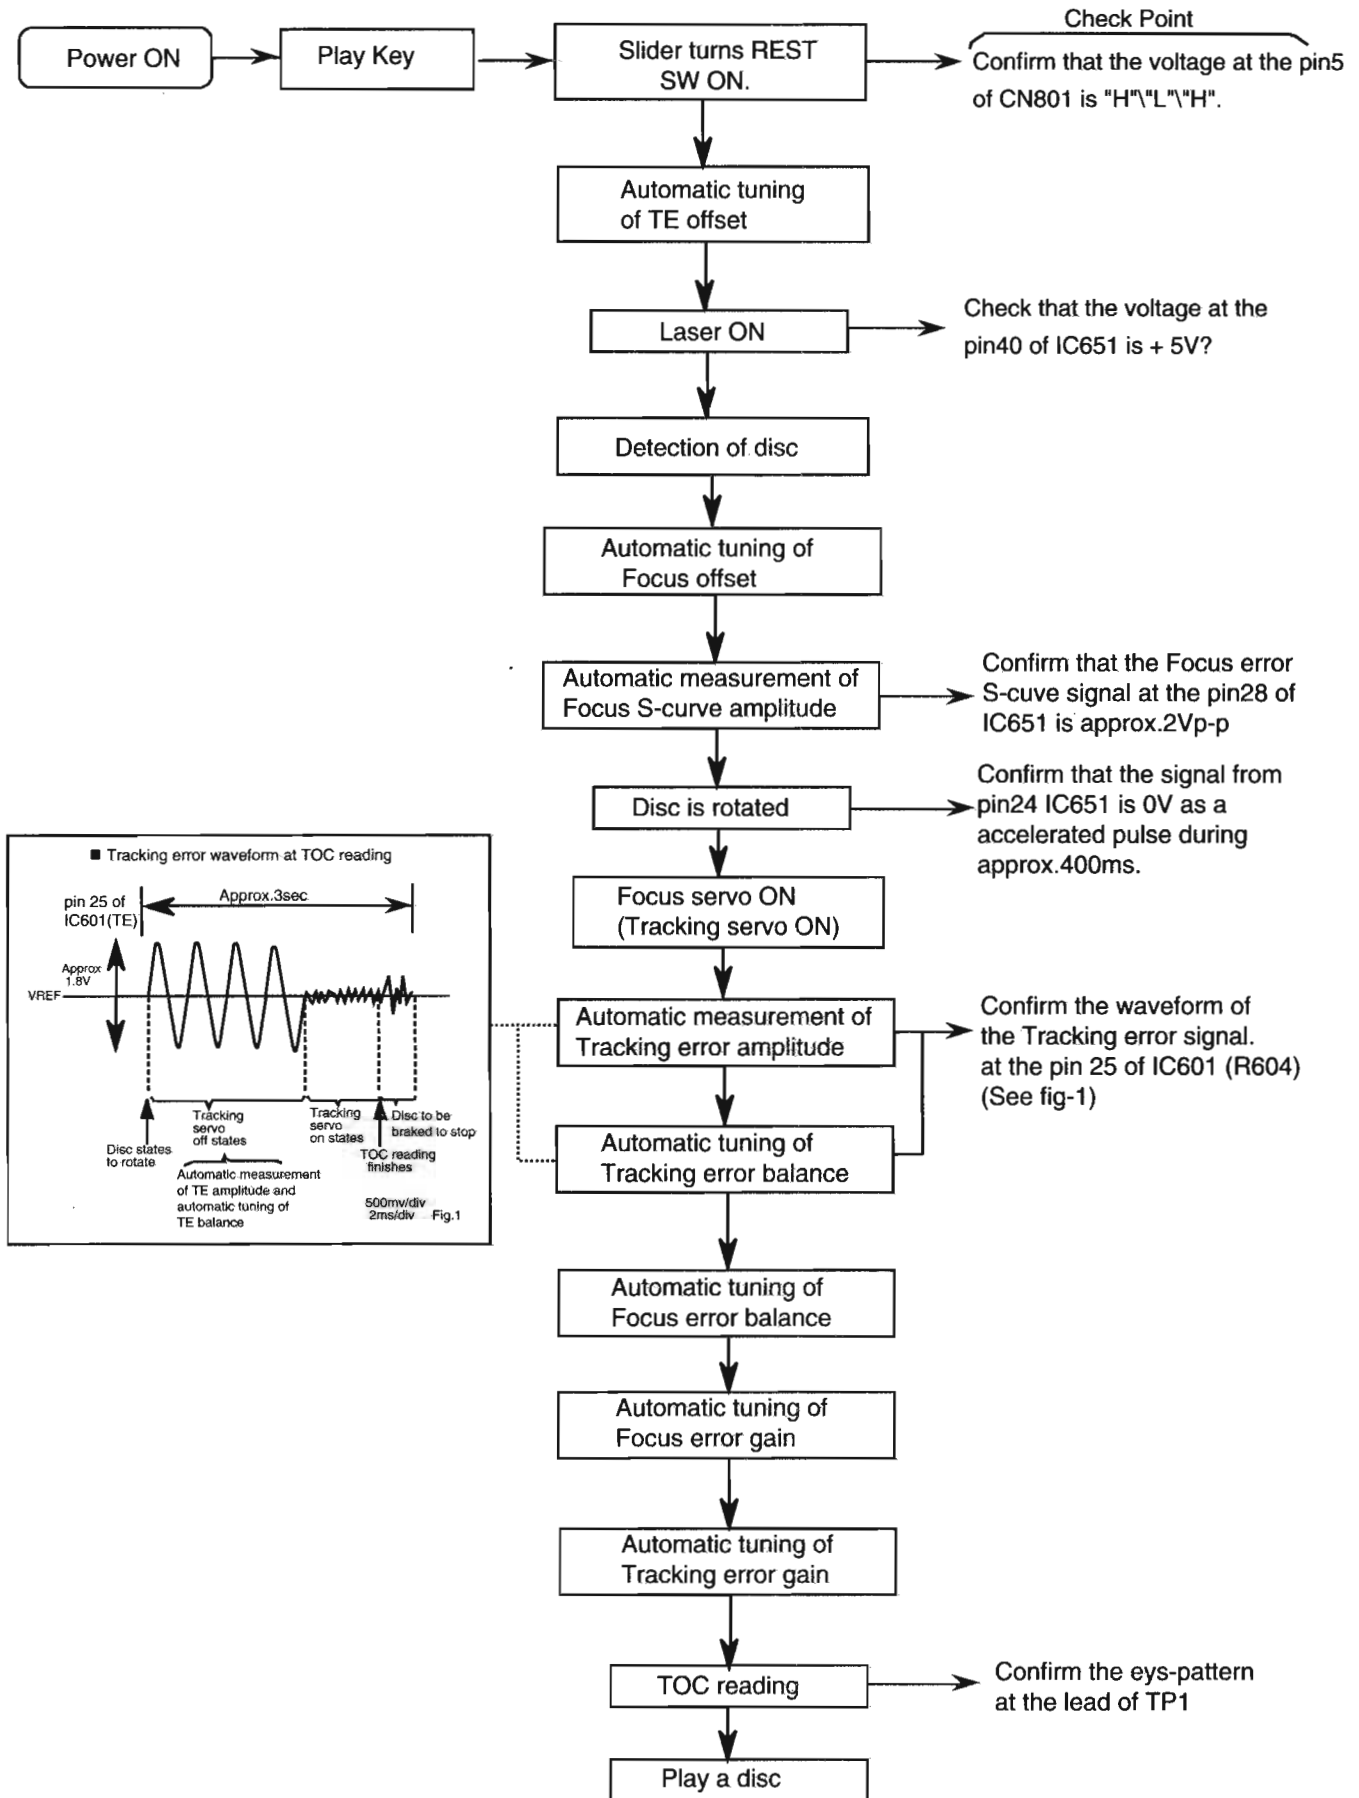 Check Point
Power ON
Play Key
Slider turns REST
SW ON.
Confirm that the voltage at the pin5
of CN801 is "H"\"L"\"H".
Automatic tuning
of TE offset
Laser ON
Check that the voltage at the
pin40 of IC651 is + 5V?
Detection of disc
Automatic tuning of
Focus offset
Automatic measurement of
Focus S-curve amplitude
Confirm that the Focus error
S-cuve signal at the pin28 of
IC651 is approx.2Vp-p
Disc is rotated
Confirm that the signal from
pin24 IC651 is 0V as a
accelerated pulse during
approx.400ms.
Focus servo ON
(Tracking servo ON)
■ Tracking error waveform at TOC reading
pin 25 of
IC601(TE)
Approx.3sec
Approx
1.8V
VREF
Disc states
to rotate
Tracking
servo
off states
Tracking
servo
on states
Disc to be
braked to stop
TOC reading
finishes
Automatic measurement
of TE amplitude and
automatic tuning of
TE balance
500mv/div
2ms/div Fig.1
Automatic measurement of
Tracking error amplitude
Confirm the waveform of
the Tracking error signal.
at the pin 25 of IC601 (R604)
(See fig-1)
Automatic tuning of
Tracking error balance
Automatic tuning of
Focus error balance
Automatic tuning of
Focus error gain
Automatic tuning of
Tracking error gain
TOC reading
Confirm the eys-pattern
at the lead of TP1
Play a disc